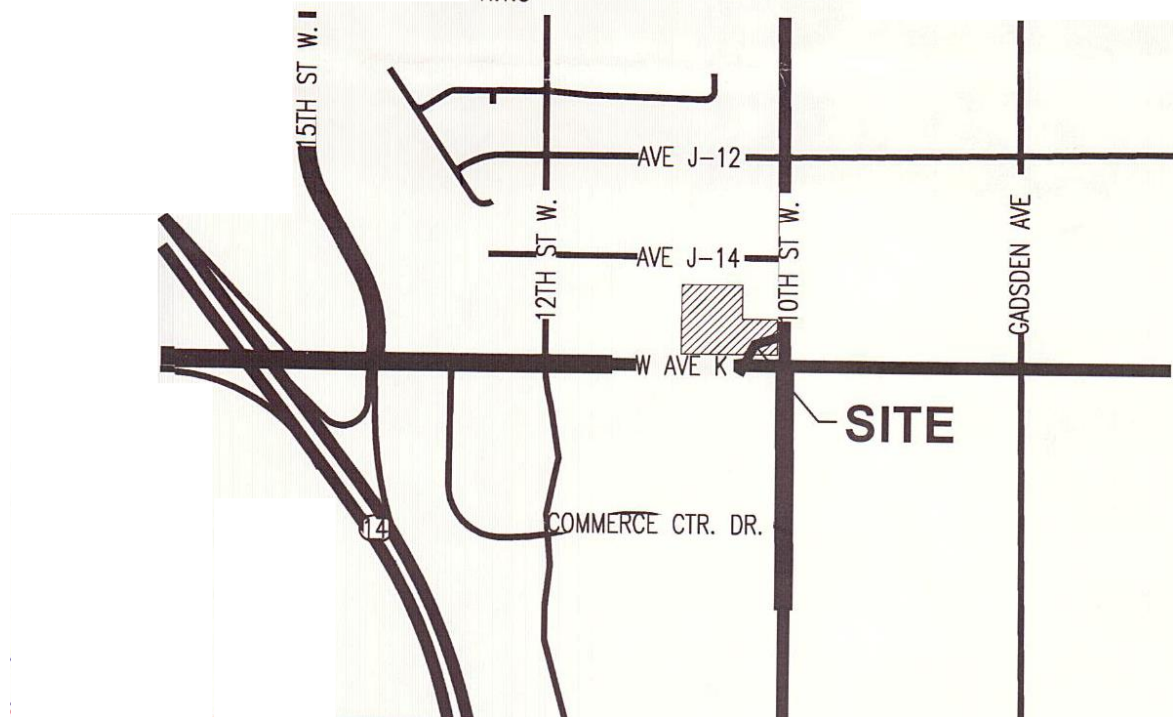 15TH ST W.
AVE J-12
12TH ST W.
AVE J-14
10TH ST W.
GADSDEN AVE
W AVE K
SITE
14
COMMERCE CTR. DR.